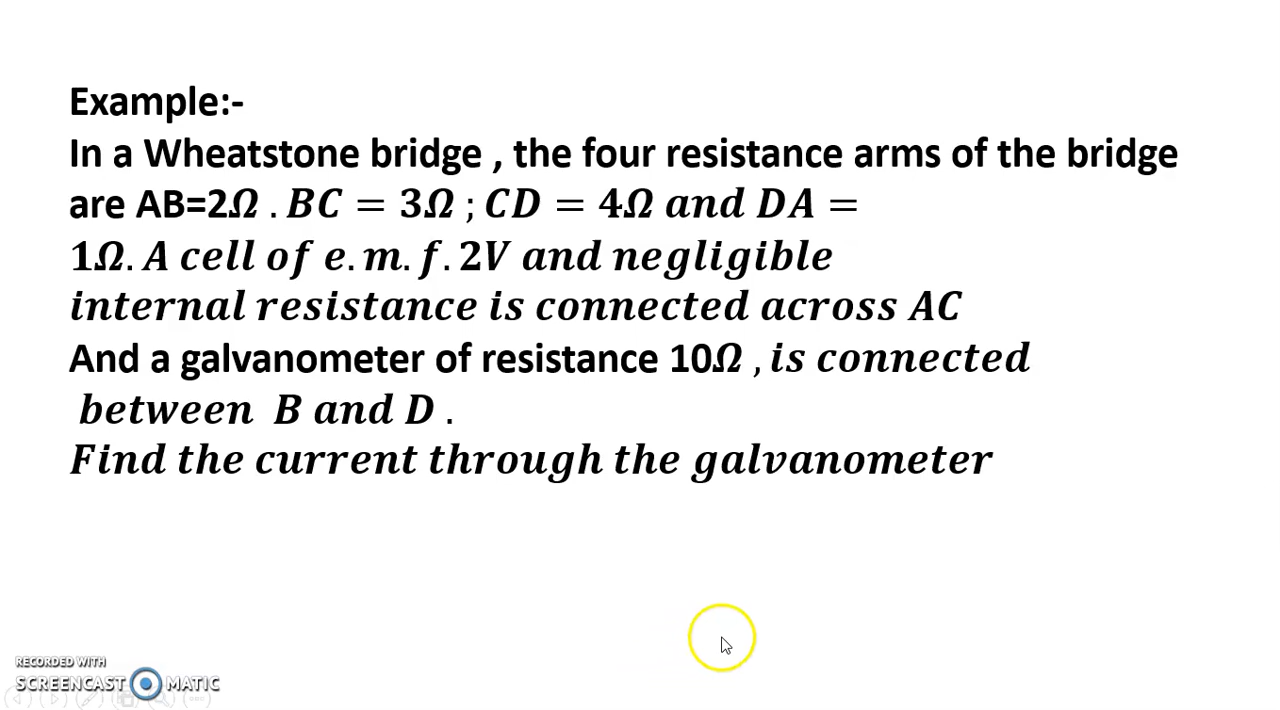 Example:-
In a Wheatstone bridge , the four resistance arms of the bridge
are AB=2Ω . BC = 3Ω ; CD = 4Ω and DA =
1Ω. A cell of e. m. f. 2V and negligible
internal resistance is connected across AC
And a galvanometer of resistance 10Ω , is connected
between B and D .
Find the current through the galvanometer
RECORDED WITH
SCREENCAST MATIC